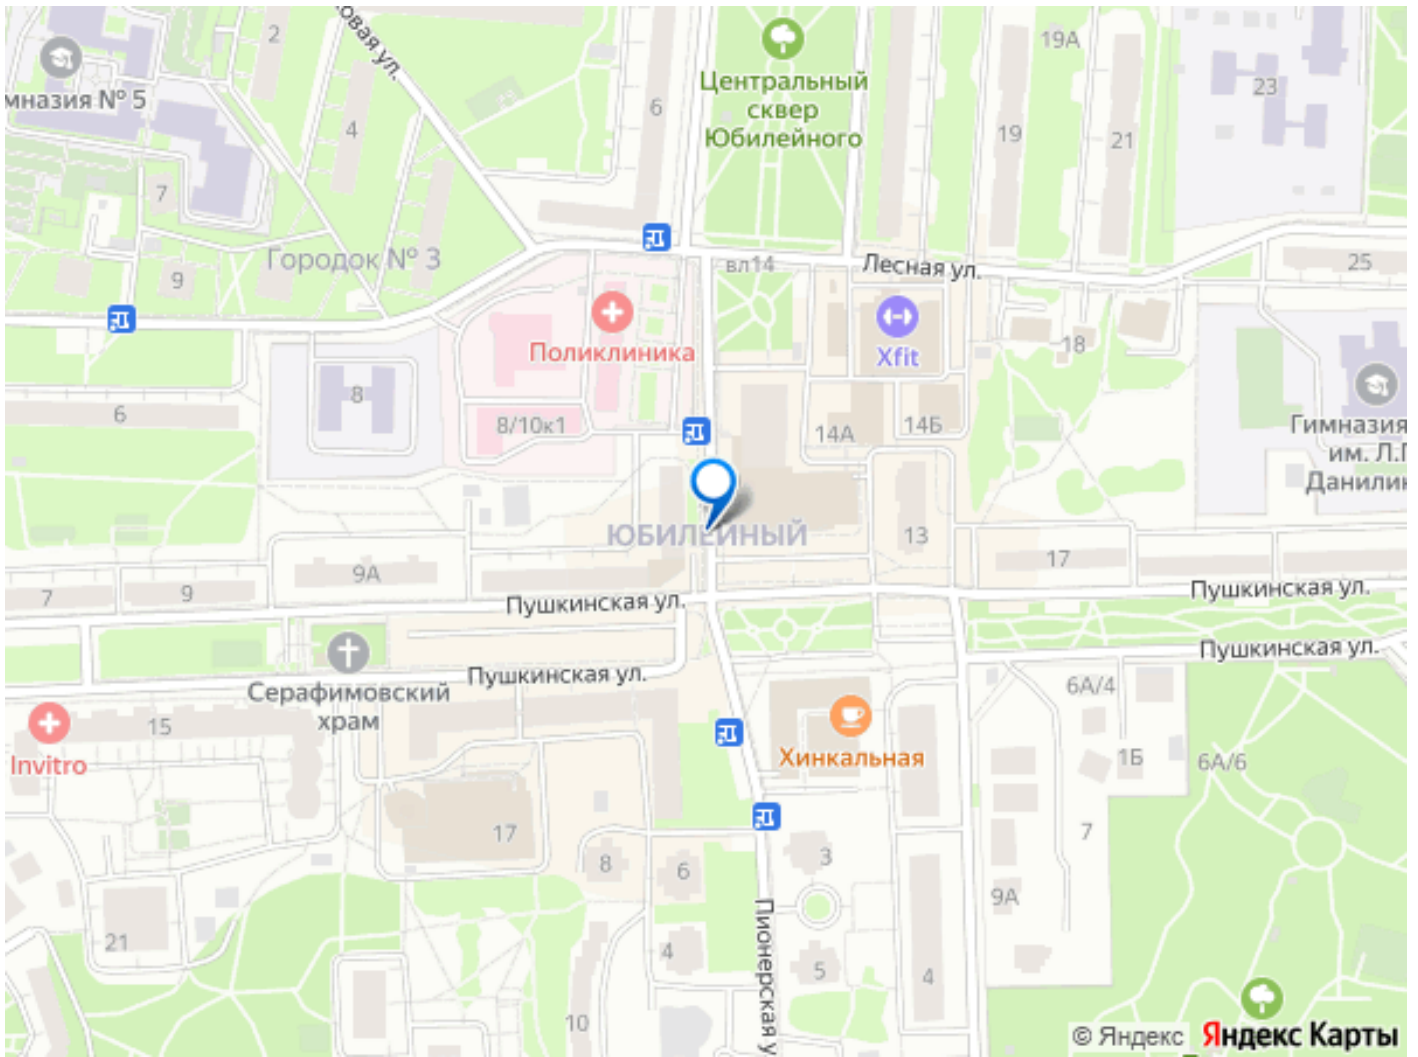 2
4
6
19А
19
21
23
Центральный
сквер
Юбилейного
№ 5
7
9
Городок № 3
вл14
Лесная ул.
25
Поликлиника
Xfit
18
8
6
8/10к1
14А
14Б
Гимназия
им. Л.П
ЮБИЛЕЙНЫЙ
13
17
7
9
9А
Пушкинская ул.
Пушкинская ул.
Пушкинская ул.
Пушкинская ул.
Серафимовский
храм
6А/4
1Б
6А/6
15
Invitro
Хинкальная
17
7
8
6
3
9А
21
4
5
4
10
Пионерская у
© Яндекс
Яндекс Карты